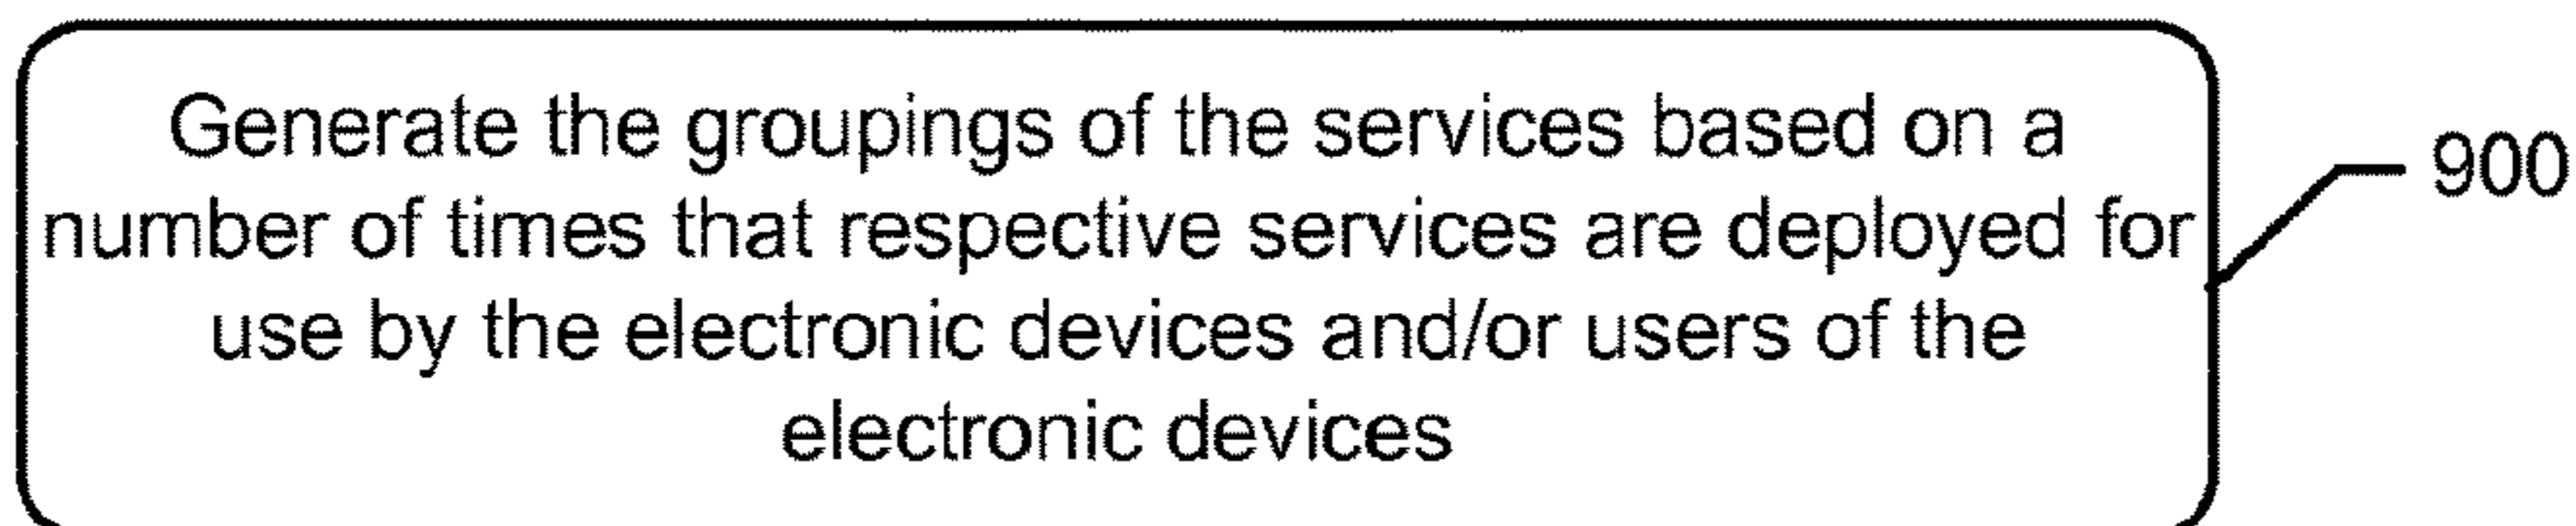 Generate the groupings of the services based on a
number of times that respective services are deployed for
use by the electronic devices and/or users of the
electronic devices
900